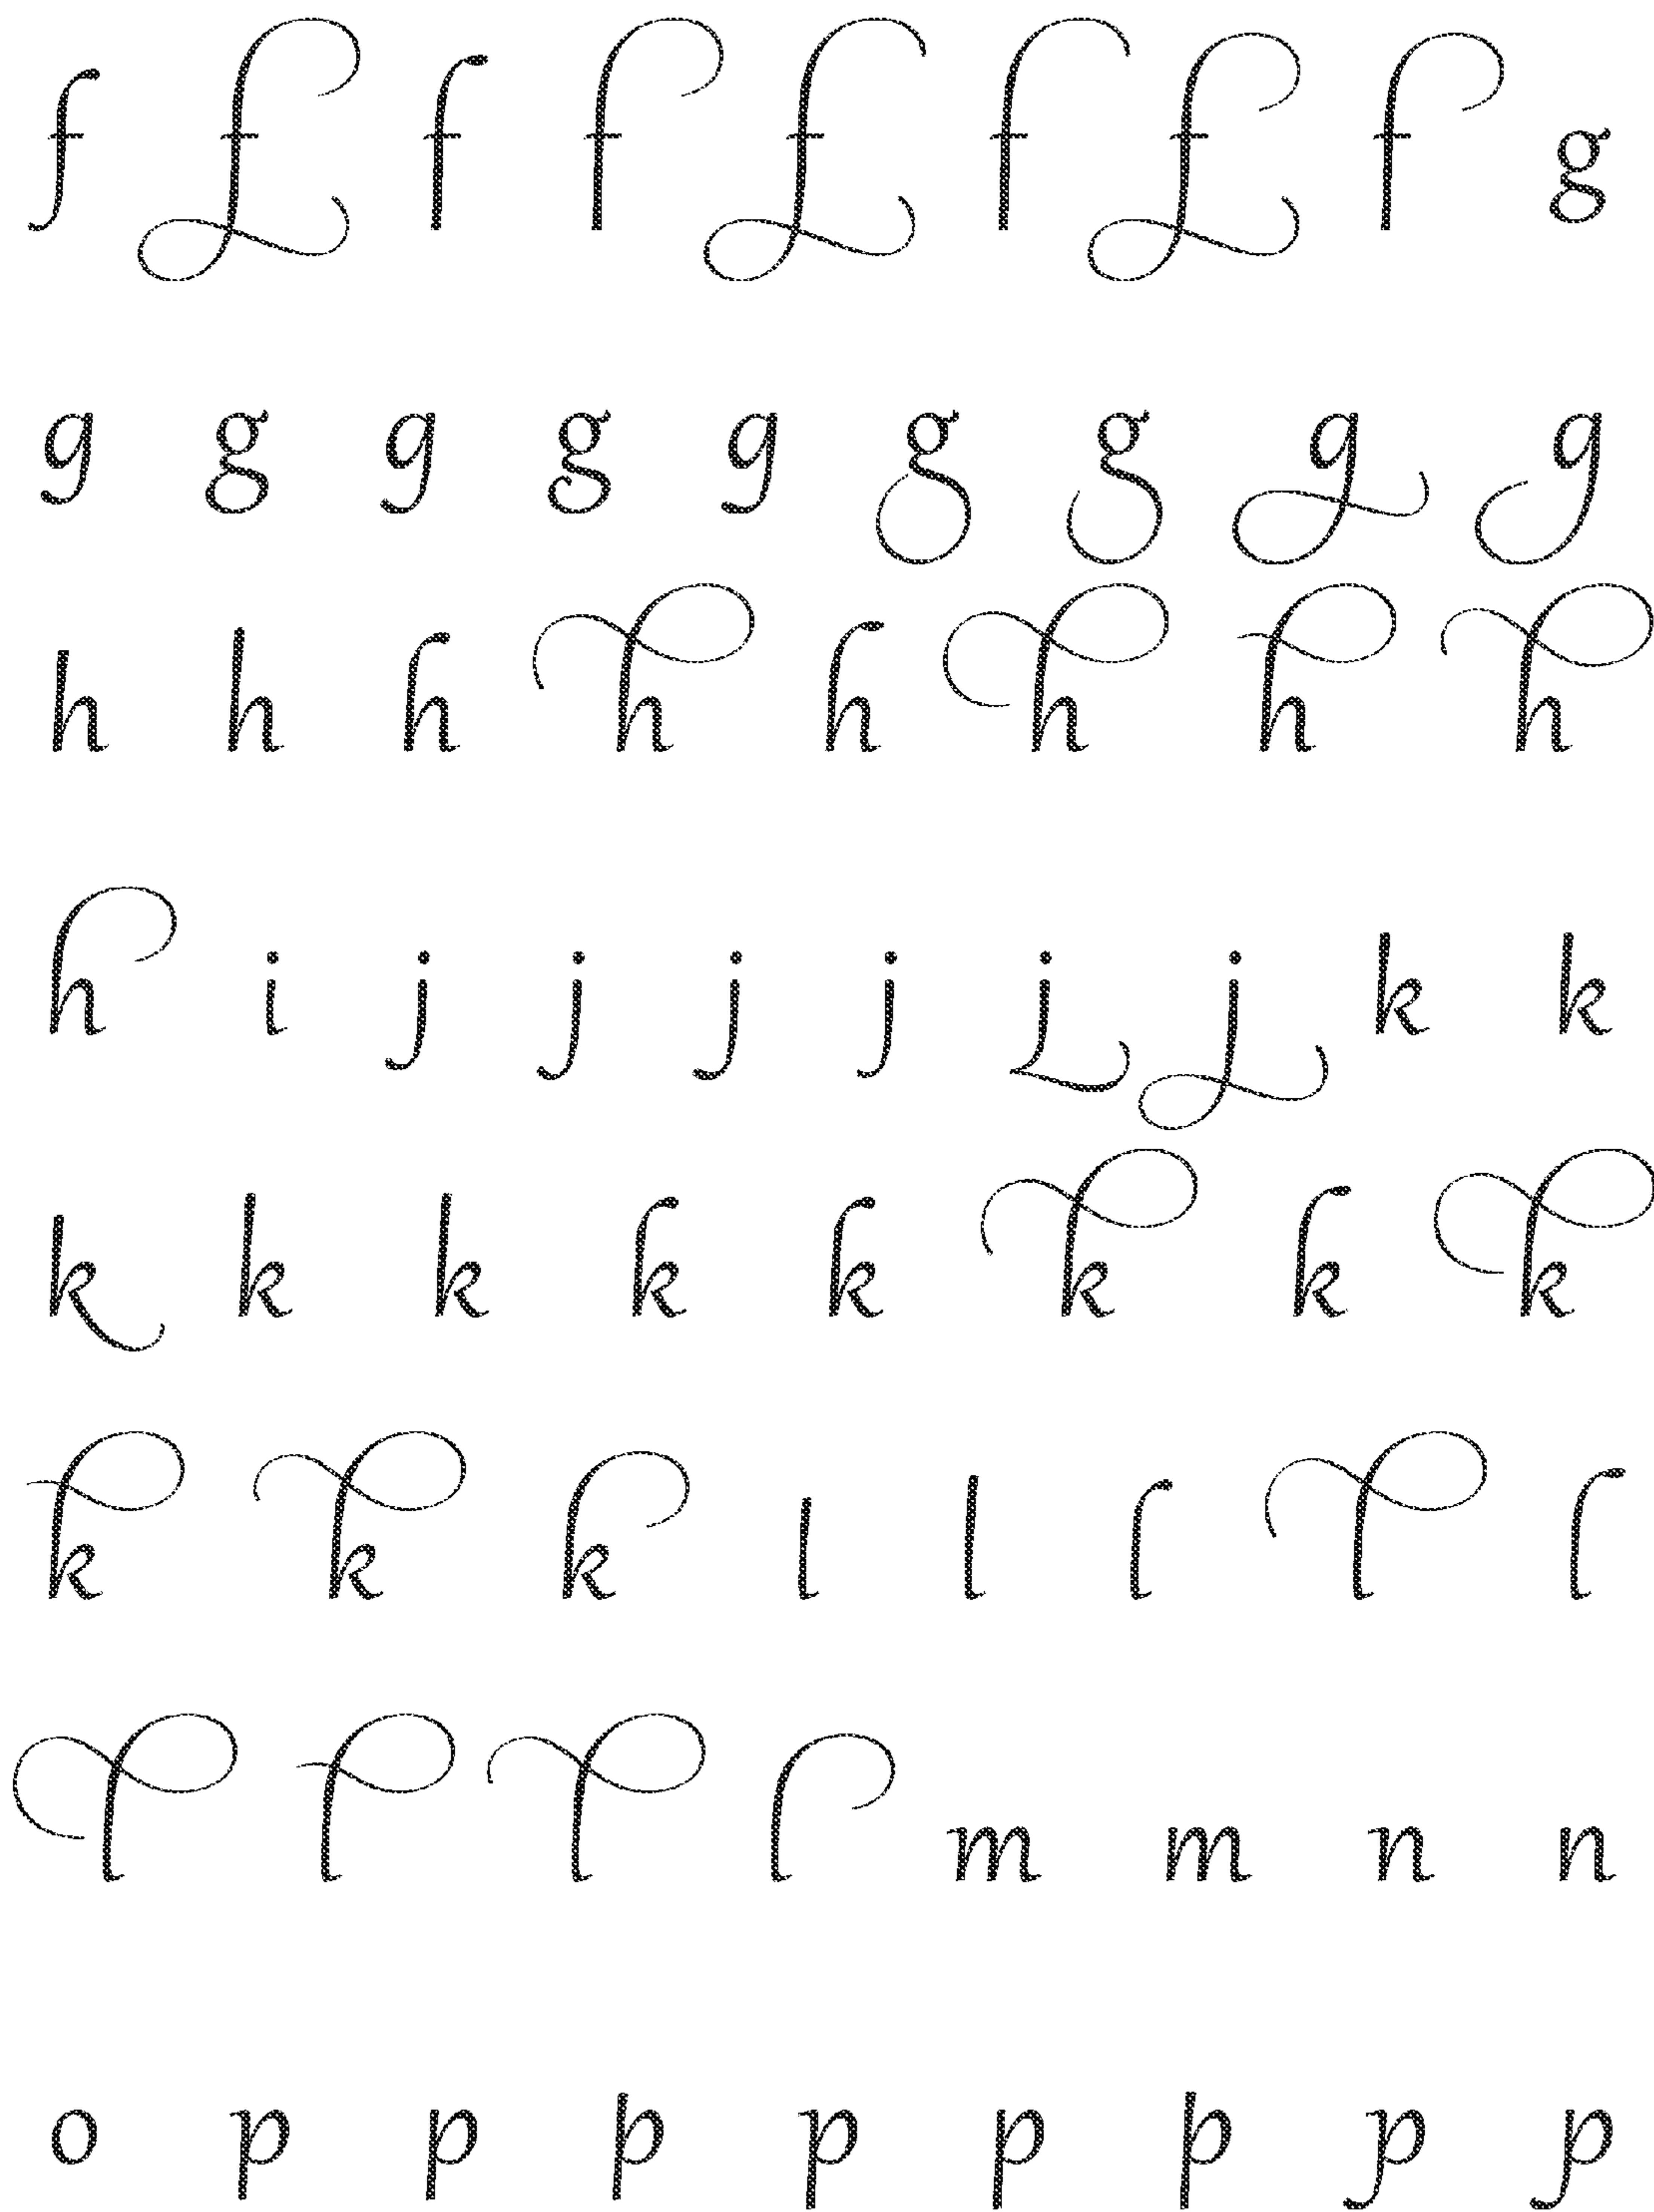 f f f f f f f f g
g g g g g g g g g
h h h h h h h h
h i j j j j j j k k
k k k k k k k k
k k k l l l l l
l l l l m m n n
o p p p p p p p p